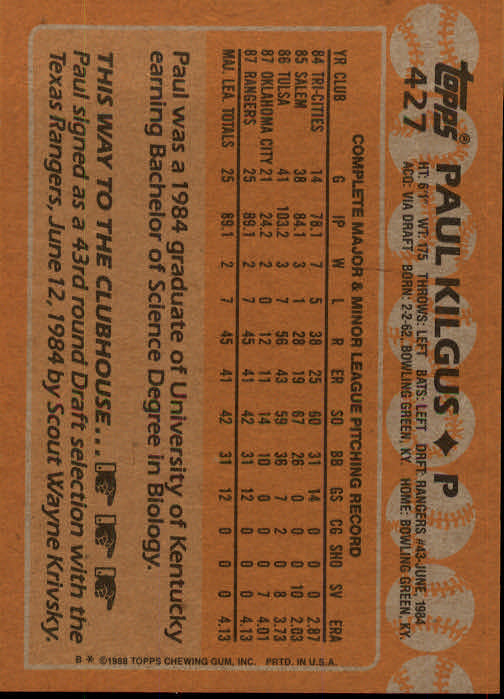 topps® PAUL KILGUS ♦ P
427 HT: 6'1" WT: 175 THROWS: LEFT BATS: LEFT DRFT: RANGERS #43-JUNE, 1984
ACQ: VIA DRAFT BORN: 2-2-62, BOWLING GREEN, KY. HOME: BOWLING GREEN, KY.
COMPLETE MAJOR & MINOR LEAGUE PITCHING RECORD
YR CLUB G IP W L R ER SO BB GS CG SHO SV ERA
84 TRI-CITIES 14 78.1 7 5 38 25 60 31 14 0 0 0 2.87
85 SALEM 38 84.1 3 1 28 19 67 26 0 0 0 10 2.03
86 TULSA 41 103.2 3 7 56 43 59 36 7 2 0 8 3.73
87 OKLAHOMA CITY 21 24.2 2 0 12 11 14 10 0 0 0 7 4.01
87 RANGERS 25 89.1 2 7 45 41 42 31 12 0 0 0 4.13
MAJ. LEA. TOTALS 25 89.1 2 7 45 41 42 31 12 0 0 0 4.13
Paul was a 1984 graduate of University of Kentucky
earning Bachelor of Science Degree in Biology.
THIS WAY TO THE CLUBHOUSE...
Paul signed as a 43rd round Draft selection with the
Texas Rangers, June 12, 1984 by Scout Wayne Krivsky.
B * ©1988 TOPPS CHEWING GUM, INC. PRTD. IN U.S.A.